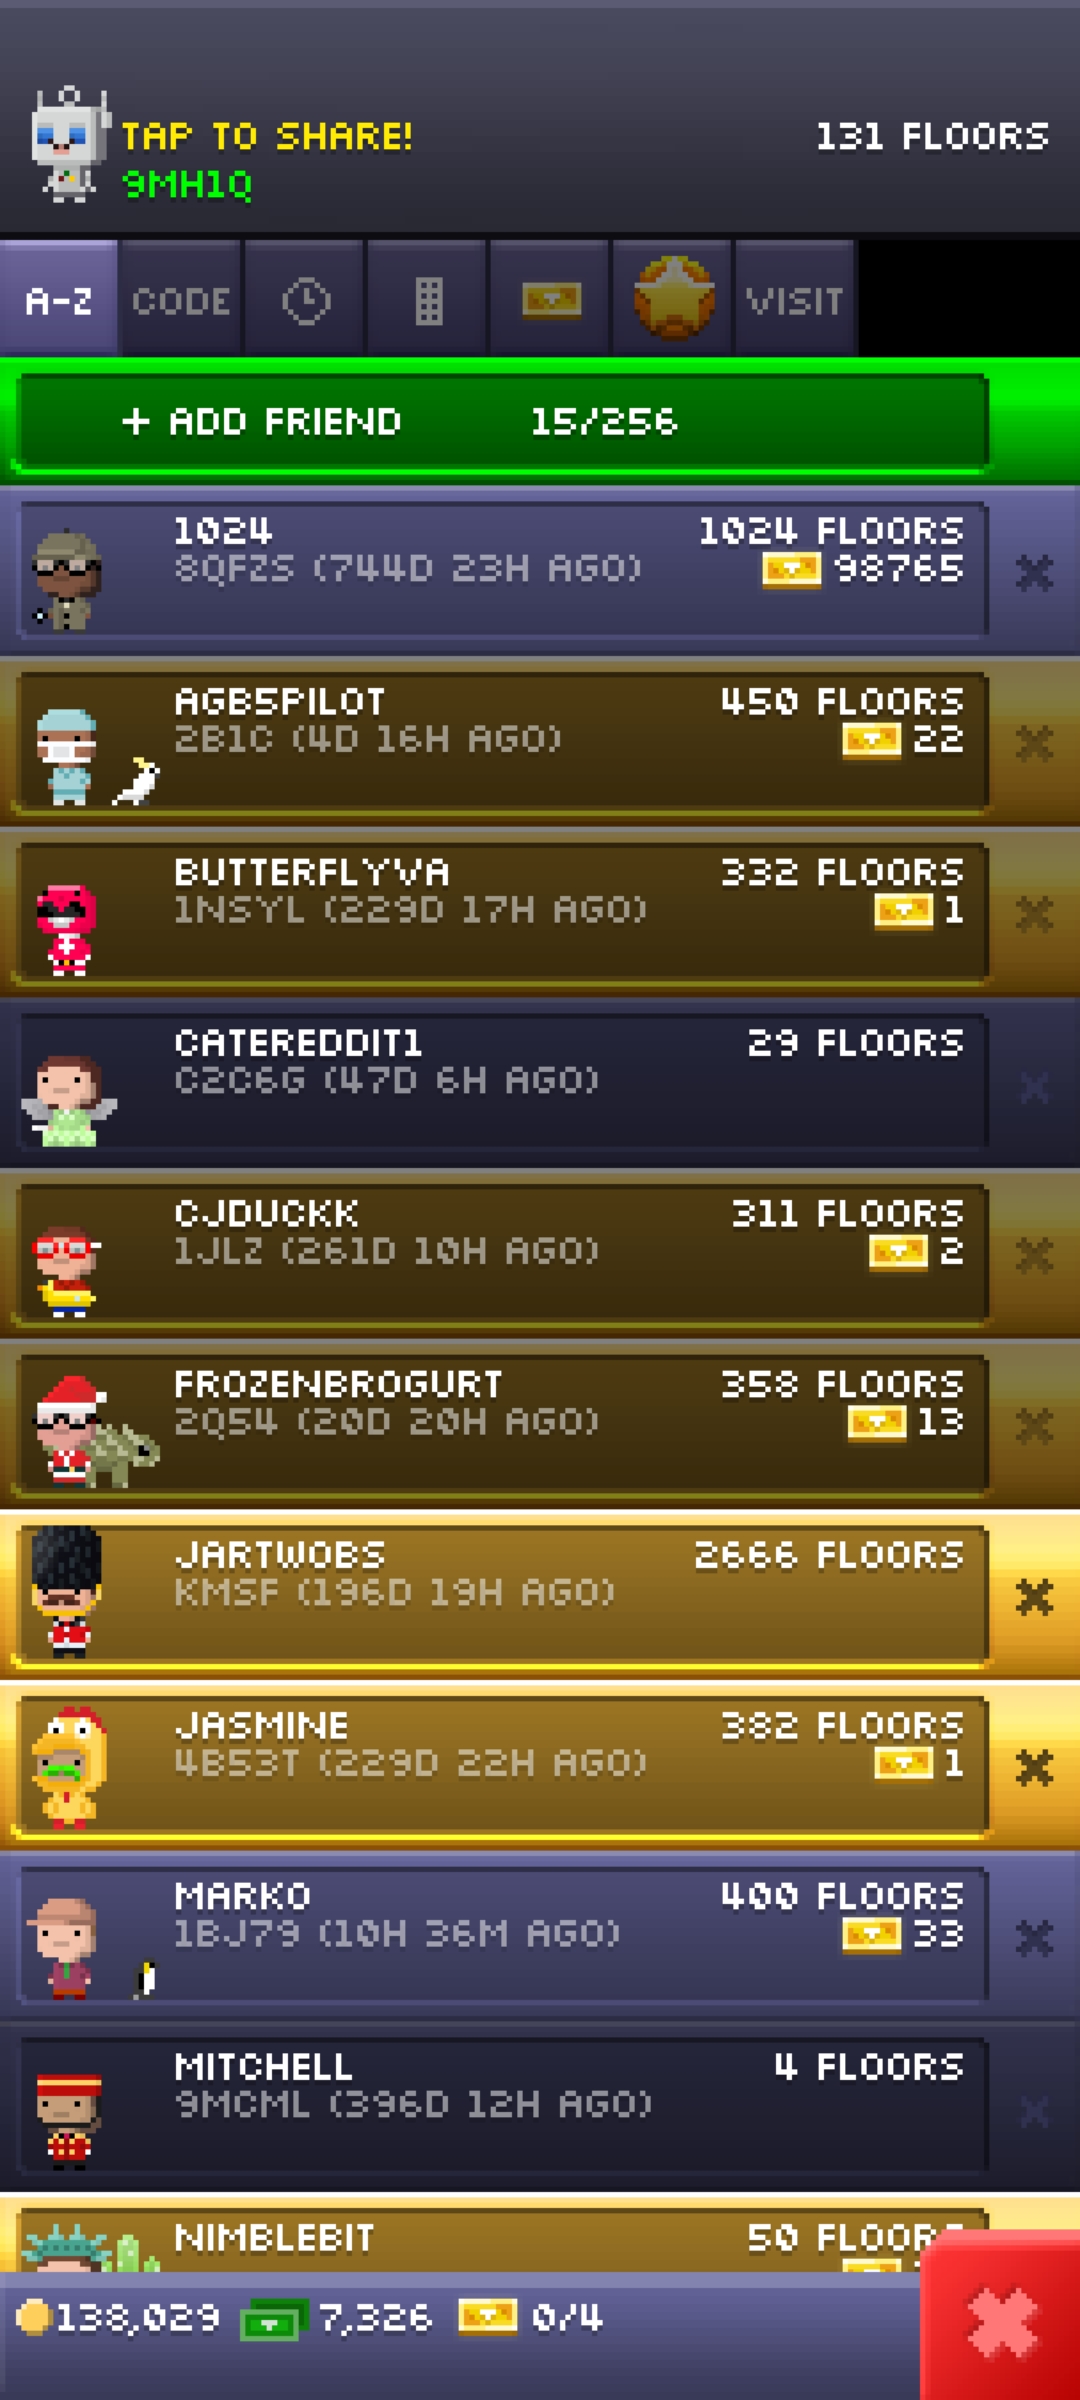 TAP TO SHARE!
131 FLOORS
9MH1Q
A-Z CODE VISIT
+ ADD FRIEND 15/256
1024 1024 FLOORS
8QFZS (744D 23H AGO) 98765
AGB5PILOT 450 FLOORS
2B1C (4D 16H AGO) 22
BUTTERFLYVA 332 FLOORS
1NSYL (229D 17H AGO) 1
CATEREDDIT1 29 FLOORS
C2C6G (47D 6H AGO)
CJDUCKK 311 FLOORS
1JLZ (261D 10H AGO) 2
FROZENBROGURT 358 FLOORS
2Q54 (20D 20H AGO) 13
JARTWOBS 2666 FLOORS
KMSF (196D 19H AGO)
JASMINE 382 FLOORS
4B53T (229D 22H AGO) 1
MARKO 400 FLOORS
1BJ79 (10H 36M AGO) 33
MITCHELL 4 FLOORS
9MCML (396D 12H AGO)
NIMBLEBIT 50 FLOORS
138,029 7,326 0/4